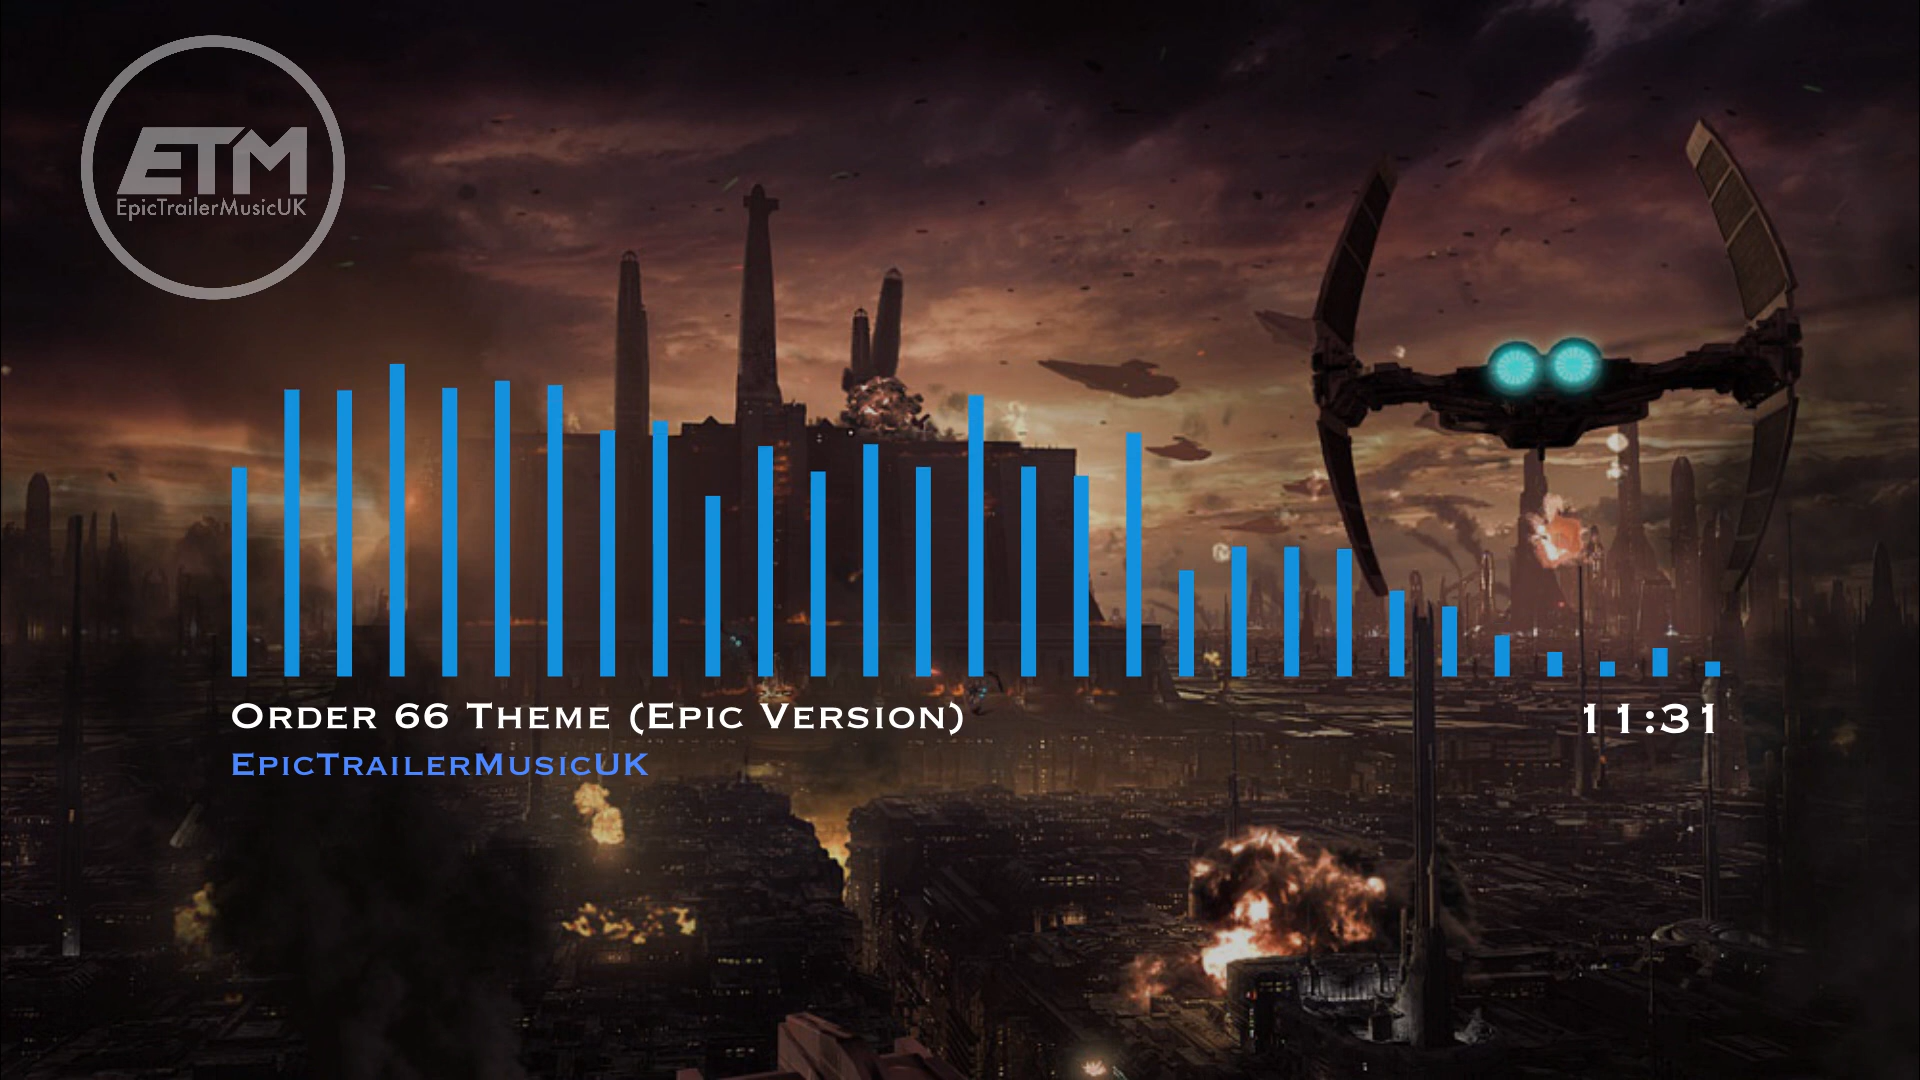 ETM
EpicTrailerMusicUK
Order 66 Theme (Epic Version)
11:31
EpicTrailerMusicUK